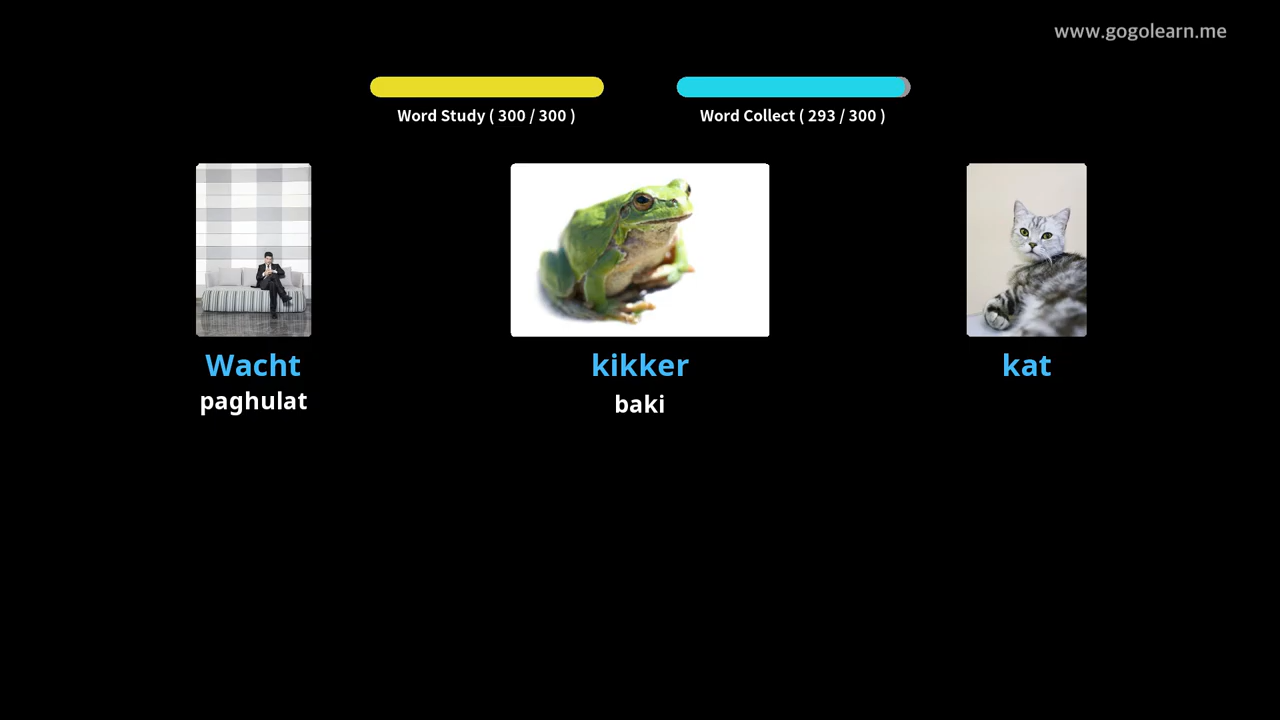 www.gogolearn.me
Word Study ( 300 / 300 )
Word Collect ( 293 / 300 )
Wacht
paghulat
kikker
baki
kat